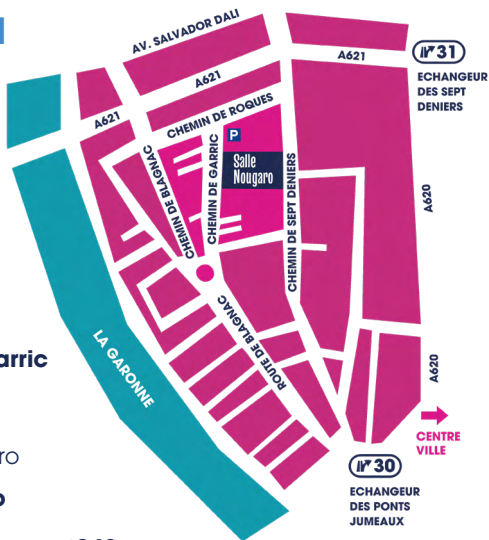 AV. SALVADOR DALI
A621
31
ECHANGEUR
DES SEPT
DENIERS
A621
A621
CHEMIN DE ROQUES
P
Salle
Nougaro
CHEMIN DE GARRIC
CHEMIN DE BLAGNAC
CHEMIN DE SEPT DENIERS
A620
ROUTE DE BLAGNAC
LA GARONNE
A620
arric
CENTRE
VILLE
ro
30
ECHANGEUR
DES PONTS
JUMEAUX